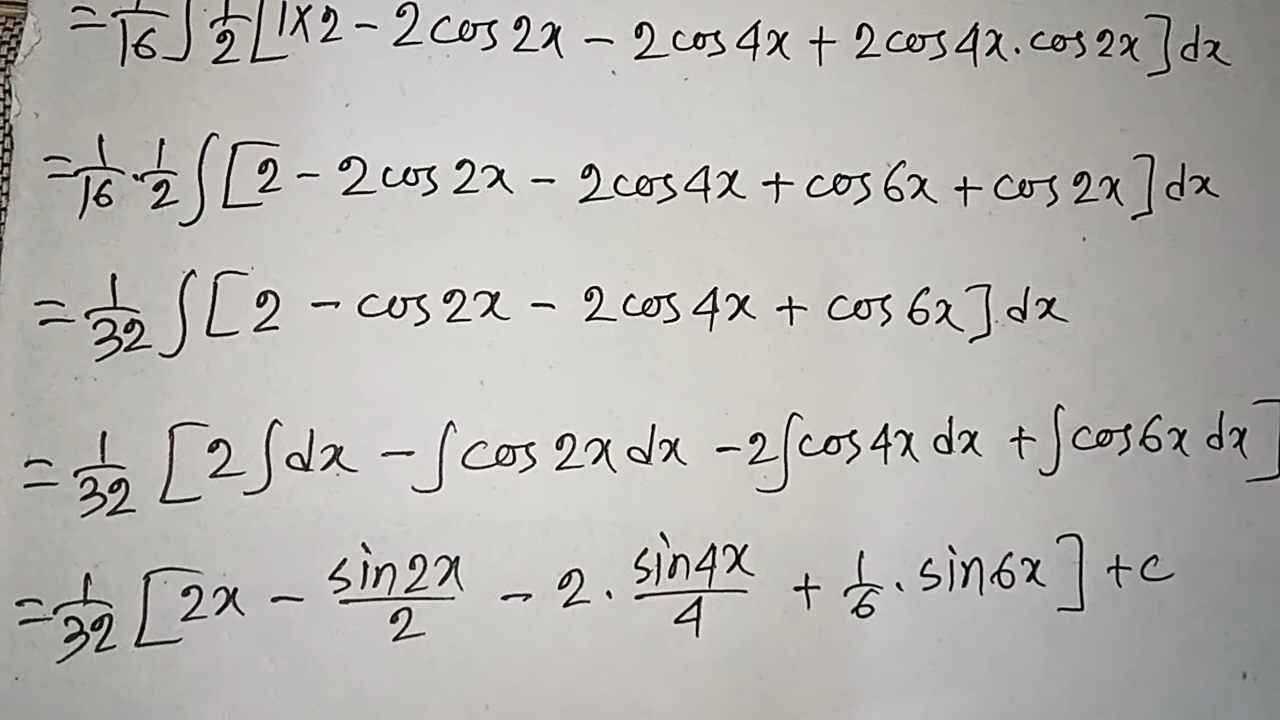 = 1/16 ∫ 1/2 [1×2 - 2cos2x - 2cos4x + 2cos4x.cos2x] dx
= 1/16 . 1/2 ∫ [2 - 2cos2x - 2cos4x + cos6x + cos2x] dx
= 1/32 ∫ [2 - cos2x - 2cos4x + cos6x] dx
= 1/32 [2∫dx - ∫cos2x dx - 2∫cos4x dx + ∫cos6x dx]
= 1/32 [2x - sin2x/2 - 2. sin4x/4 + 1/6 . sin6x] + c